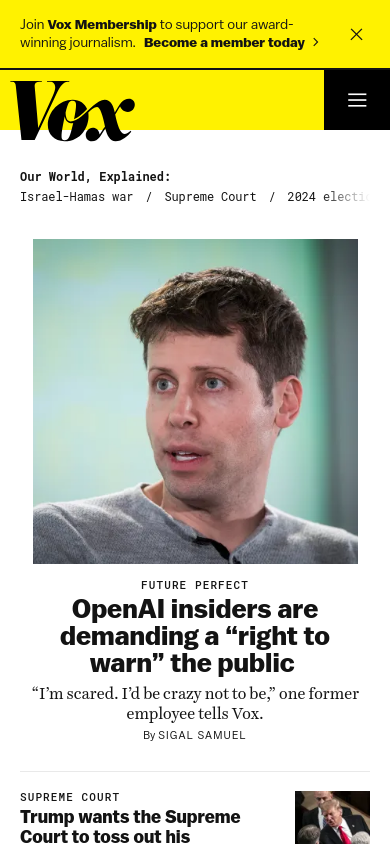 Join Vox Membership to support our award-
winning journalism. Become a member today
Vox
Our World, Explained:
Israel-Hamas war / Supreme Court / 2024 electi
FUTURE PERFECT
OpenAI insiders are
demanding a “right to
warn” the public
“I’m scared. I’d be crazy not to be,” one former
employee tells Vox.
By SIGAL SAMUEL
SUPREME COURT
Trump wants the Supreme
Court to toss out his